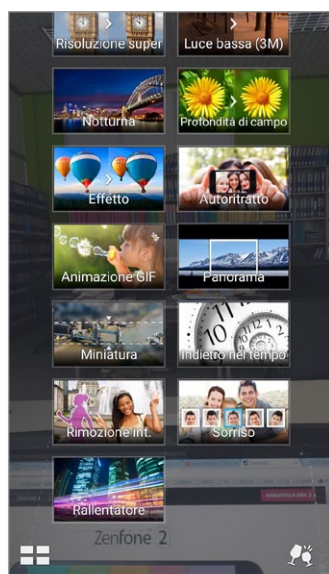 Risoluzione super
Luce bassa (3M)
Notturna
Profondità di campo
Effetto
Autoritratto
Animazione GIF
Panorama
Miniatura
Indietro nel tempo
Rimozione int.
Sorriso
Rallentatore
Zenfone 2